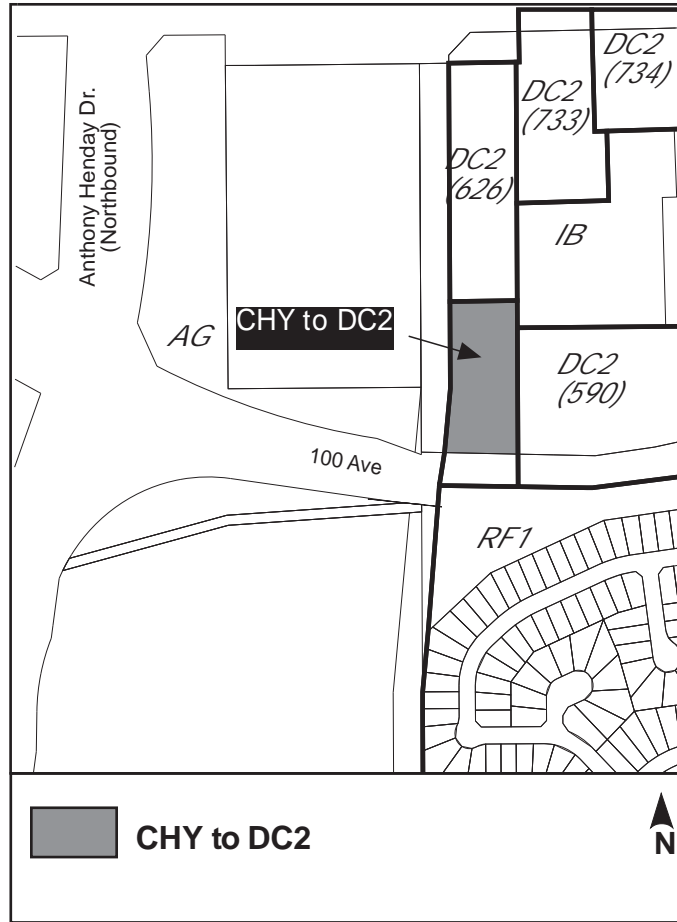 DC2
(734)
DC2
(733)
Anthony Henday Dr.
(Northbound)
DC2
(626)
IB
CHY to DC2
AG
DC2
(590)
100 Ave
RF1
CHY to DC2
N